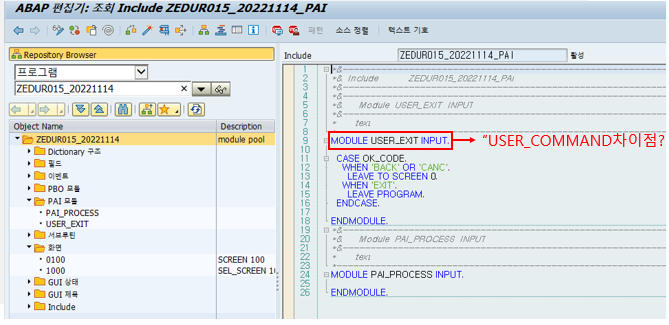 ABAP 편집기: 조회 Include ZEDUR015_20221114_PAI
패턴 소스 정렬 텍스트 기호
Repository Browser
프로그램
ZEDUR015_20221114
Object Name Description
ZEDUR015_20221114 module pool
Dictionary 구조
필드
이벤트
PBO 모듈
PAI 모듈
PAI_PROCESS
USER_EXIT
서브루틴
화면
0100 SCREEN 100
1000 SEL_SCREEN 10
GUI 상태
GUI 제목
Include
Include ZEDUR015_20221114_PAI 활성
1 *&---------------------------------------------------------------------
2 *& Include ZEDUR015_20221114_PAI
3 *&---------------------------------------------------------------------
4 *&---------------------------------------------------------------------
5 *& Module USER_EXIT INPUT
6 *&---------------------------------------------------------------------
7 * text
8 *----------------------------------------------------------------------
9 MODULE USER_EXIT INPUT. "USER_COMMAND차이점?
10
11 CASE OK_CODE.
12 WHEN 'BACK' OR 'CANC'.
13 LEAVE TO SCREEN 0.
14 WHEN 'EXIT'.
15 LEAVE PROGRAM.
16 ENDCASE.
17
18 ENDMODULE.
19 *&---------------------------------------------------------------------
20 *& Module PAI_PROCESS INPUT
21 *&---------------------------------------------------------------------
22 * text
23 *----------------------------------------------------------------------
24 MODULE PAI_PROCESS INPUT.
25
26 ENDMODULE.